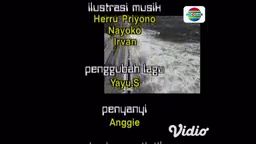 ilustrasi musik
Herru Priyono
Nayoko
Irvan
penggubah lagu
Yayu S.
penyanyi
Anggie
Vidio